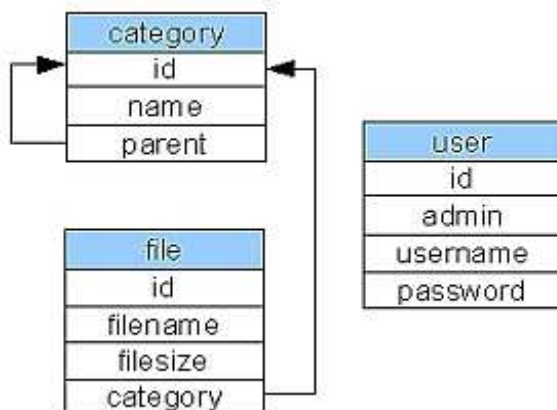 category
id
name
parent
user
id
admin
username
password
file
id
filename
filesize
category